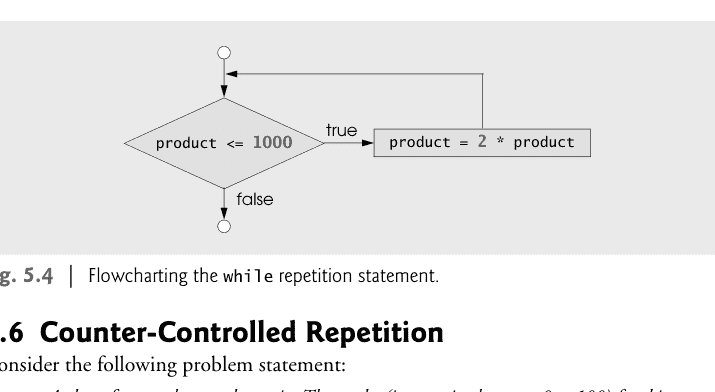 product <= 1000
true
product = 2 * product
false
g. 5.4 | Flowcharting the while repetition statement.
.6 Counter-Controlled Repetition
onsider the following problem statement: